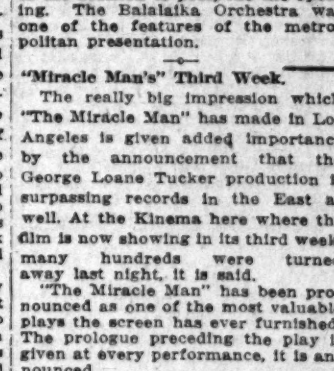 ing. The Balalaika Orchestra wa
one of the features of the metro
politan presentation.
"Miracle Man's" Third Week.
The really big impression whic
"The Miracle Man" has made in Lo
Angeles is given added importanc
by the announcement that th
George Loane Tucker production i
surpassing records in the East a
well. At the Kinema here where th
film is now showing in its third week
many hundreds were turne
away last night, it is said.
"The Miracle Man" has been pro
nounced as one of the most valuabl
plays the screen has ever furnished
The prologue preceding the play i
given at every performance, it is an
nounced.